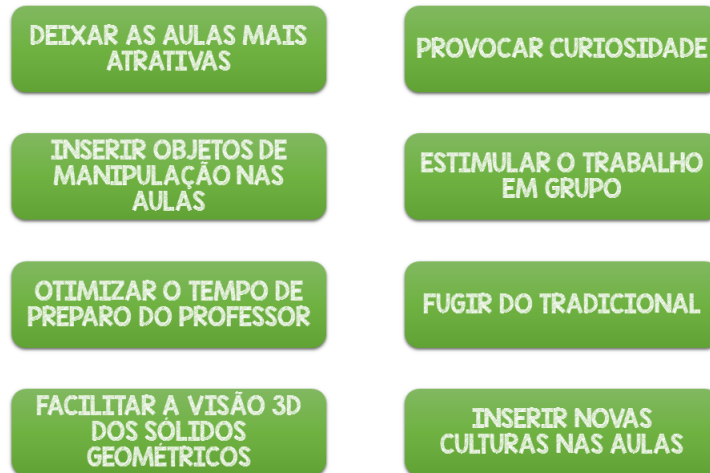 DEIXAR AS AULAS MAIS
ATRATIVAS
PROVOCAR CURIOSIDADE
INSERIR OBJETOS DE
MANIPULAÇÃO NAS
AULAS
ESTIMULAR O TRABALHO
EM GRUPO
OTIMIZAR O TEMPO DE
PREPARO DO PROFESSOR
FUGIR DO TRADICIONAL
FACILITAR A VISÃO 3D
DOS SÓLIDOS
GEOMÉTRICOS
INSERIR NOVAS
CULTURAS NAS AULAS